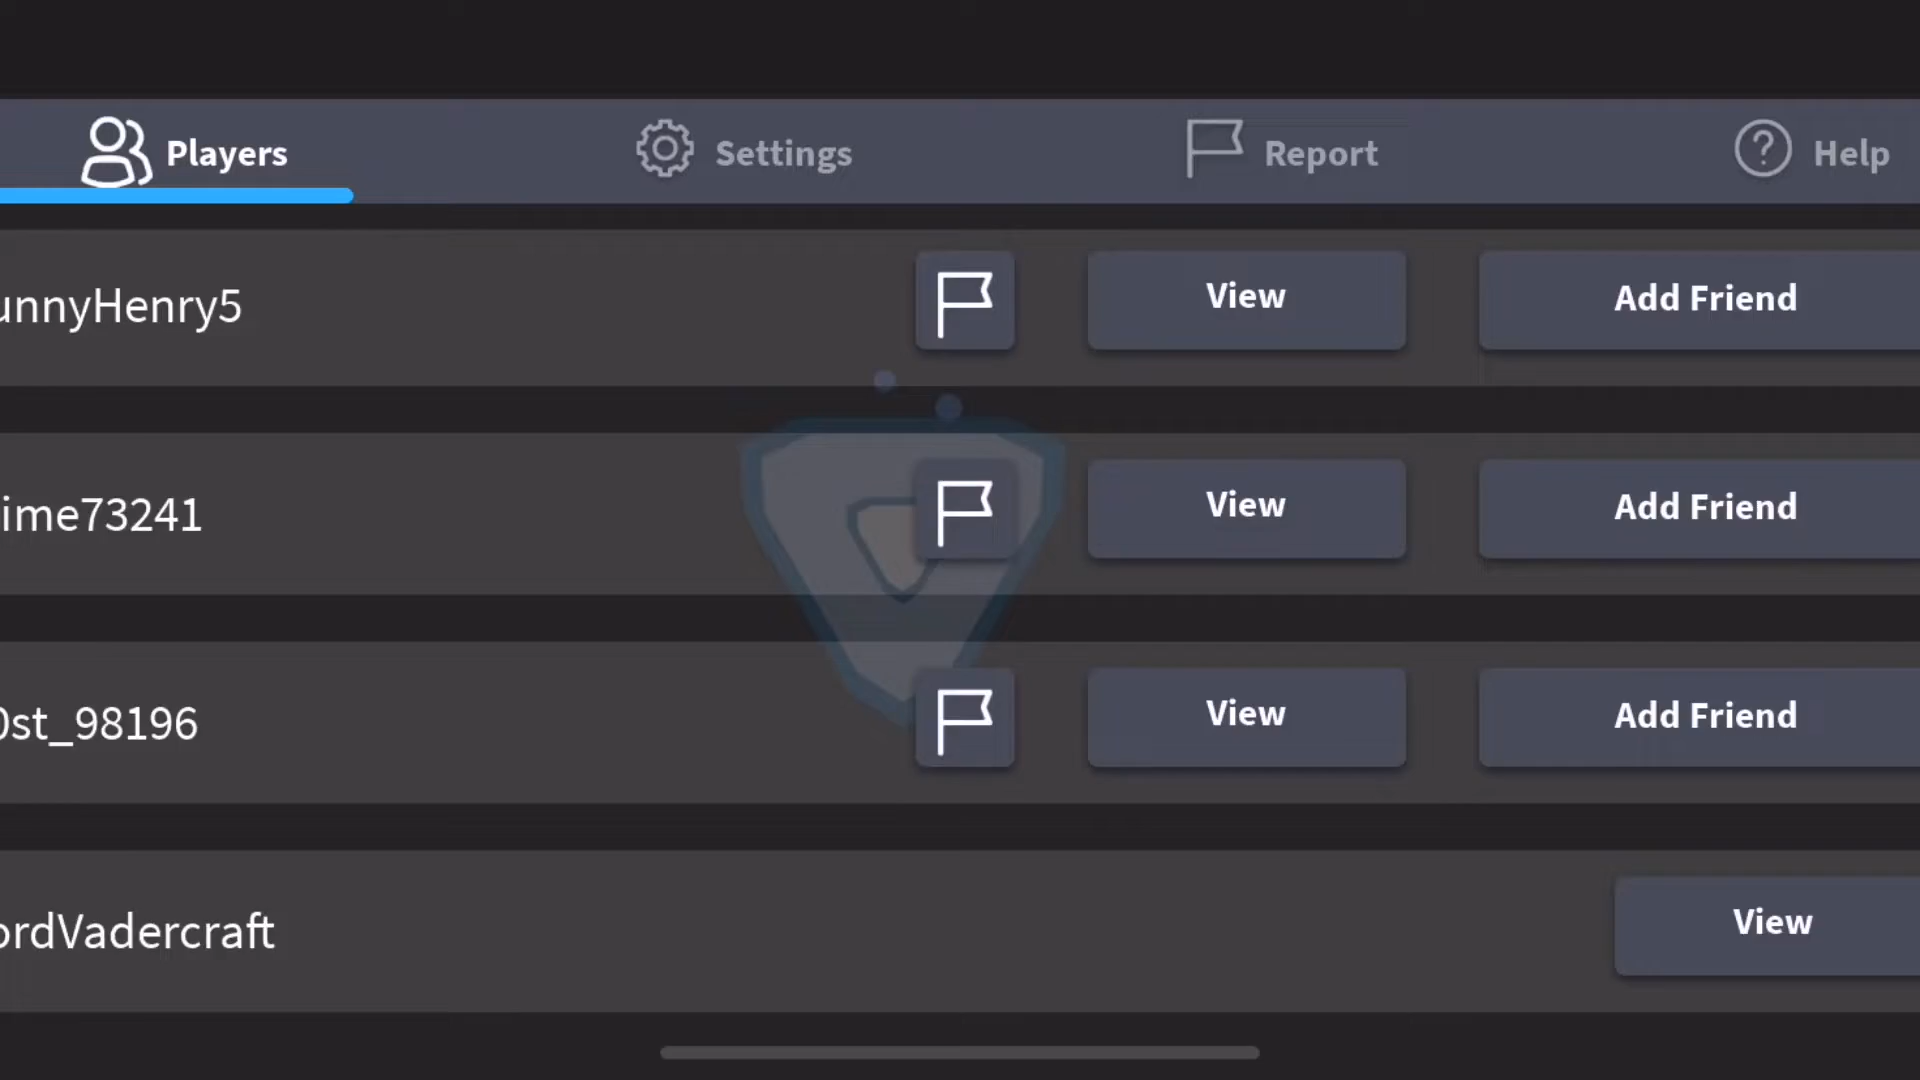 Players Settings Report Help
unnyHenry5 View Add Friend
ime73241 View Add Friend
0st_98196 View Add Friend
ordVadercraft View